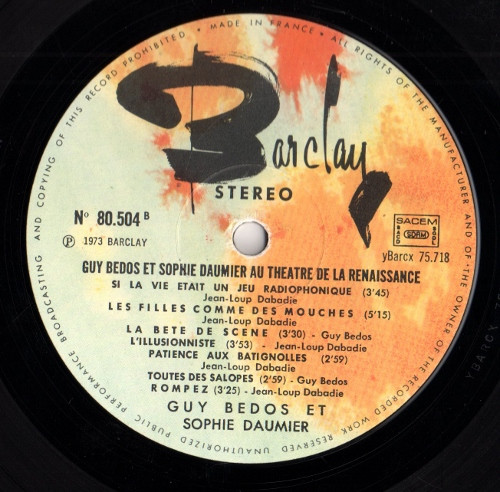 BROADCASTING AND COPYING OF THIS RECORD PROHIBITED • MADE IN FRANCE • ALL RIGHTS OF THE MANUFACTURER AND OF THE OWNER OF THE RECORDED WORK RESERVED UNAUTHORIZED PUBLIC PERFORMANCE
Barclay
STEREO
Nº 80.504 B
SACEM
SACD SDRM SGDL
℗ 1973 BARCLAY
yBarcx 75.718
GUY BEDOS ET SOPHIE DAUMIER AU THEATRE DE LA RENAISSANCE
SI LA VIE ETAIT UN JEU RADIOPHONIQUE (3'45)
Jean-Loup Dabadie
LES FILLES COMME DES MOUCHES (5'15)
Jean-Loup Dabadie
LA BETE DE SCENE (3'30) - Guy Bedos
L'ILLUSIONNISTE (3'53) - Jean-Loup Dabadie
PATIENCE AUX BATIGNOLLES (2'59)
Jean-Loup Dabadie
TOUTES DES SALOPES (2'59) - Guy Bedos
ROMPEZ (3'25) - Jean-Loup Dabadie
GUY BEDOS ET
SOPHIE DAUMIER